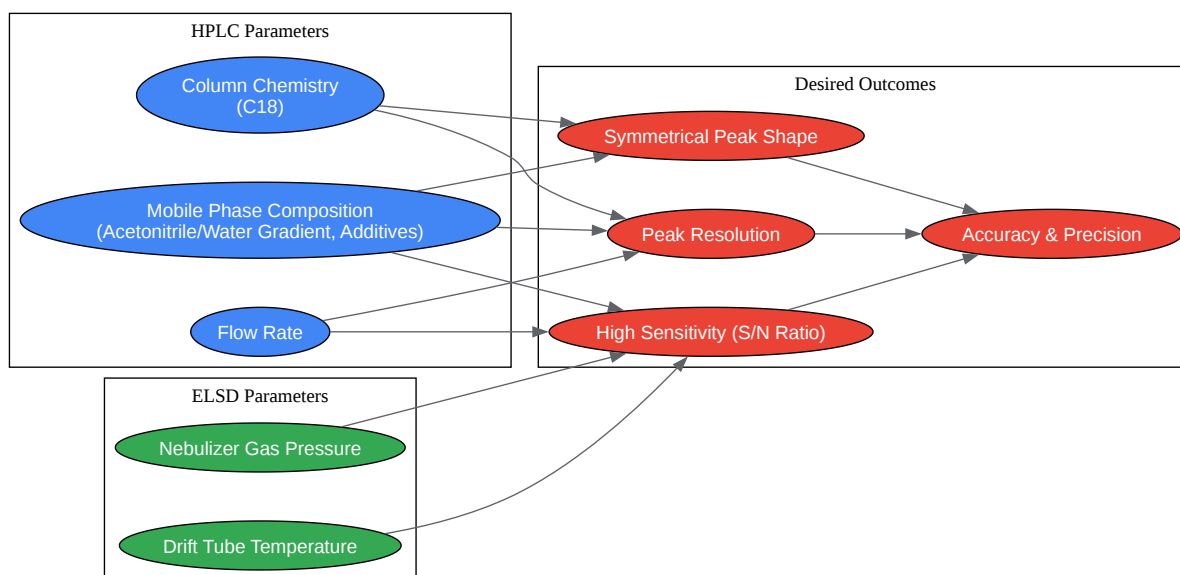 HPLC Parameters
Column Chemistry
(C18)
Mobile Phase Composition
(Acetonitrile/Water Gradient, Additives)
Flow Rate
Desired Outcomes
Symmetrical Peak Shape
Peak Resolution
Accuracy & Precision
High Sensitivity (S/N Ratio)
ELSD Parameters
Nebulizer Gas Pressure
Drift Tube Temperature